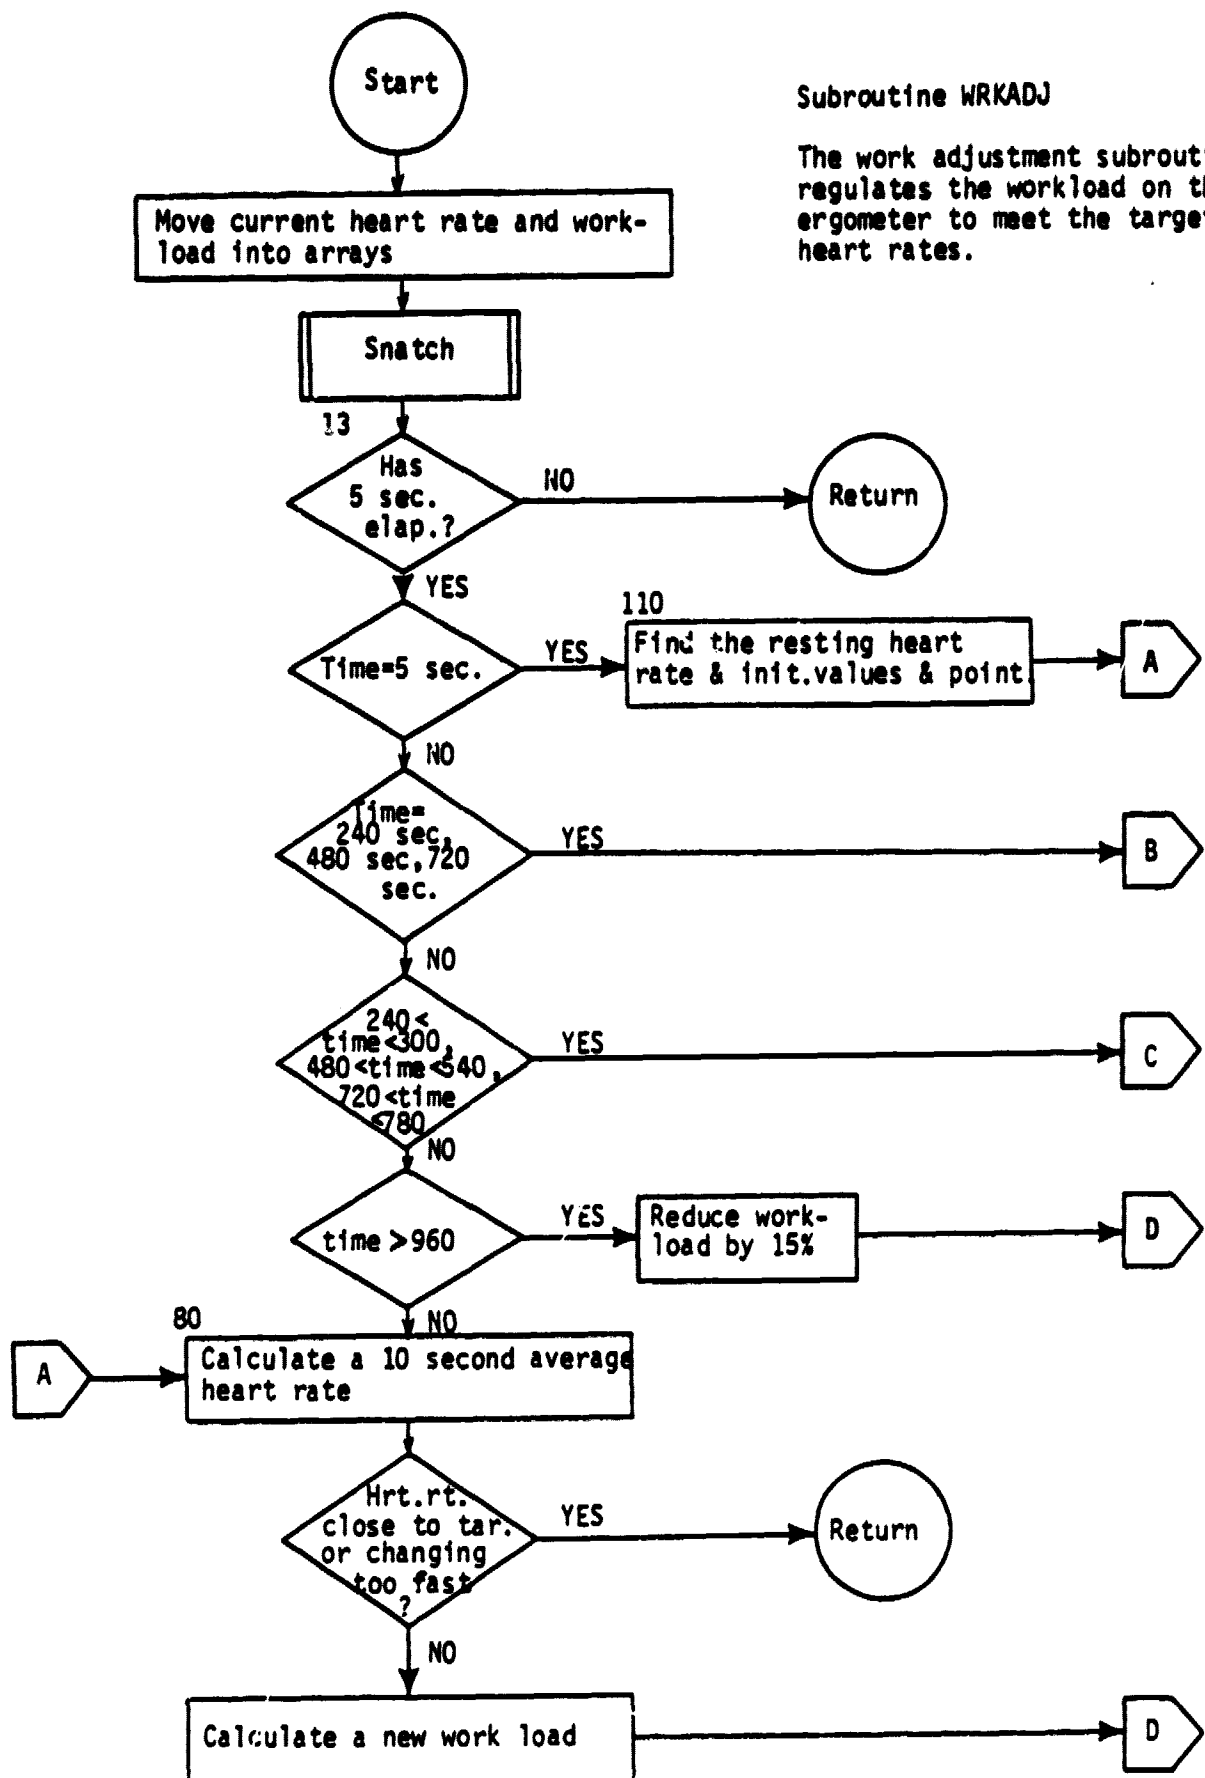 Start
Subroutine WRKADJ
The work adjustment subrout
regulates the workload on t
ergometer to meet the target
heart rates.
Move current heart rate and work-
load into arrays
Snatch
13
Has
5 sec.
elap.?
NO
Return
YES
110
Time=5 sec.
YES
Find the resting heart
rate & init.values & point
A
NO
Time=
240 sec,
480 sec,720
sec.
YES
B
NO
240<
time<300,
480<time<540,
720<time
<780
YES
C
NO
time>960
YES
Reduce work-
load by 15%
D
NO
80
A
Calculate a 10 second average
heart rate
Hrt.rt.
close to tar.
or changing
too fast
?
YES
Return
NO
Calculate a new work load
D